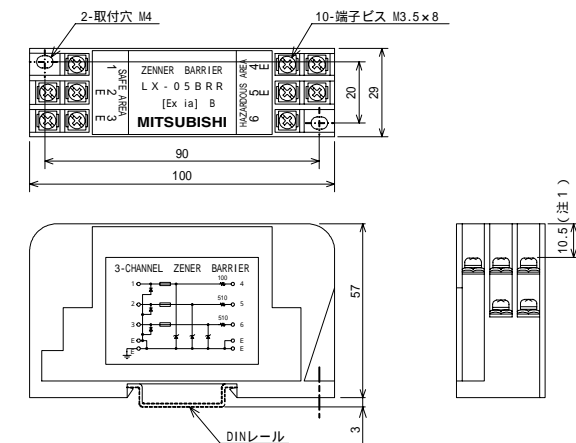 2-取付穴 M4
10-端子ビス M3.5×8
1
E 2
E 3
SAFE AREA
ZENNER BARRIER
LX-05BRR
[Ex ia] B
MITSUBISHI
HAZARDOUS AREA
4 E
5 E
6
20
29
90
100
10.5(注1)
3-CHANNEL ZENER BARRIER
1 100 4
2 510 5
3 510 6
E E
E E
57
3
DINレール